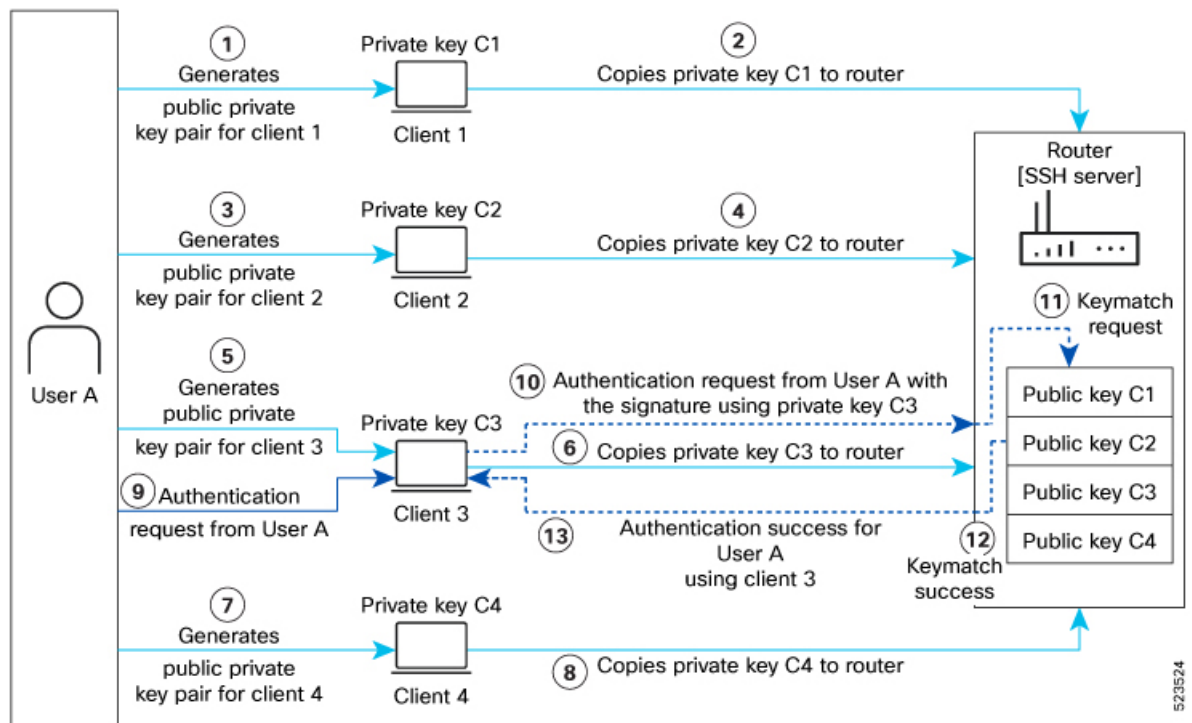 1
Generates
public private
key pair for client 1
Private key C1
Client 1
2
Copies private key C1 to router
Router
[SSH server]
3
Generates
public private
key pair for client 2
Private key C2
Client 2
4
Copies private key C2 to router
User A
5
Generates
public private
key pair for client 3
Private key C3
Client 3
6
Copies private key C3 to router
7
Generates
public private
key pair for client 4
Private key C4
Client 4
8
Copies private key C4 to router
9
Authentication
request from User A
10
Authentication request from User A with
the signature using private key C3
11
Keymatch
request
Public key C1
Public key C2
Public key C3
Public key C4
12
Keymatch
success
13
Authentication success for
User A
using client 3
523524